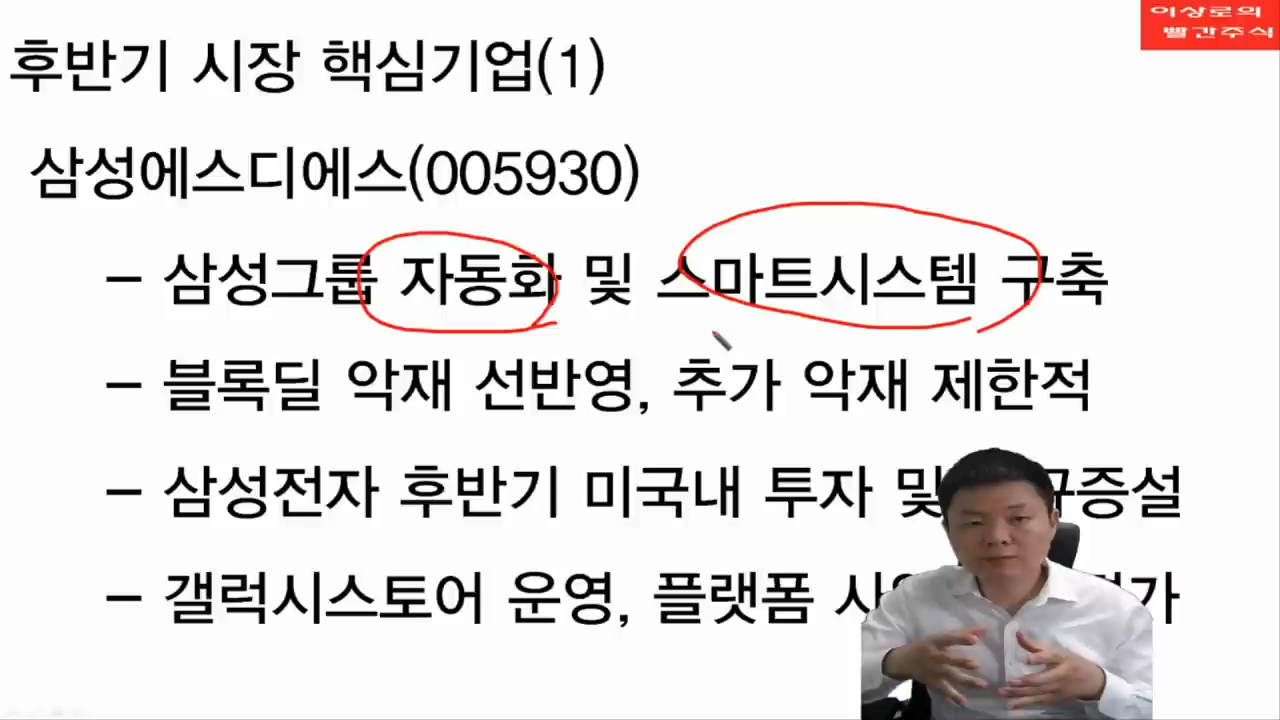 이상로의
빨간주식
후반기 시장 핵심기업(1)
삼성에스디에스(005930)
– 삼성그룹 자동화 및 스마트시스템 구축
– 블록딜 악재 선반영, 추가 악재 제한적
– 삼성전자 후반기 미국내 투자 및 증설
– 갤럭시스토어 운영, 플랫폼